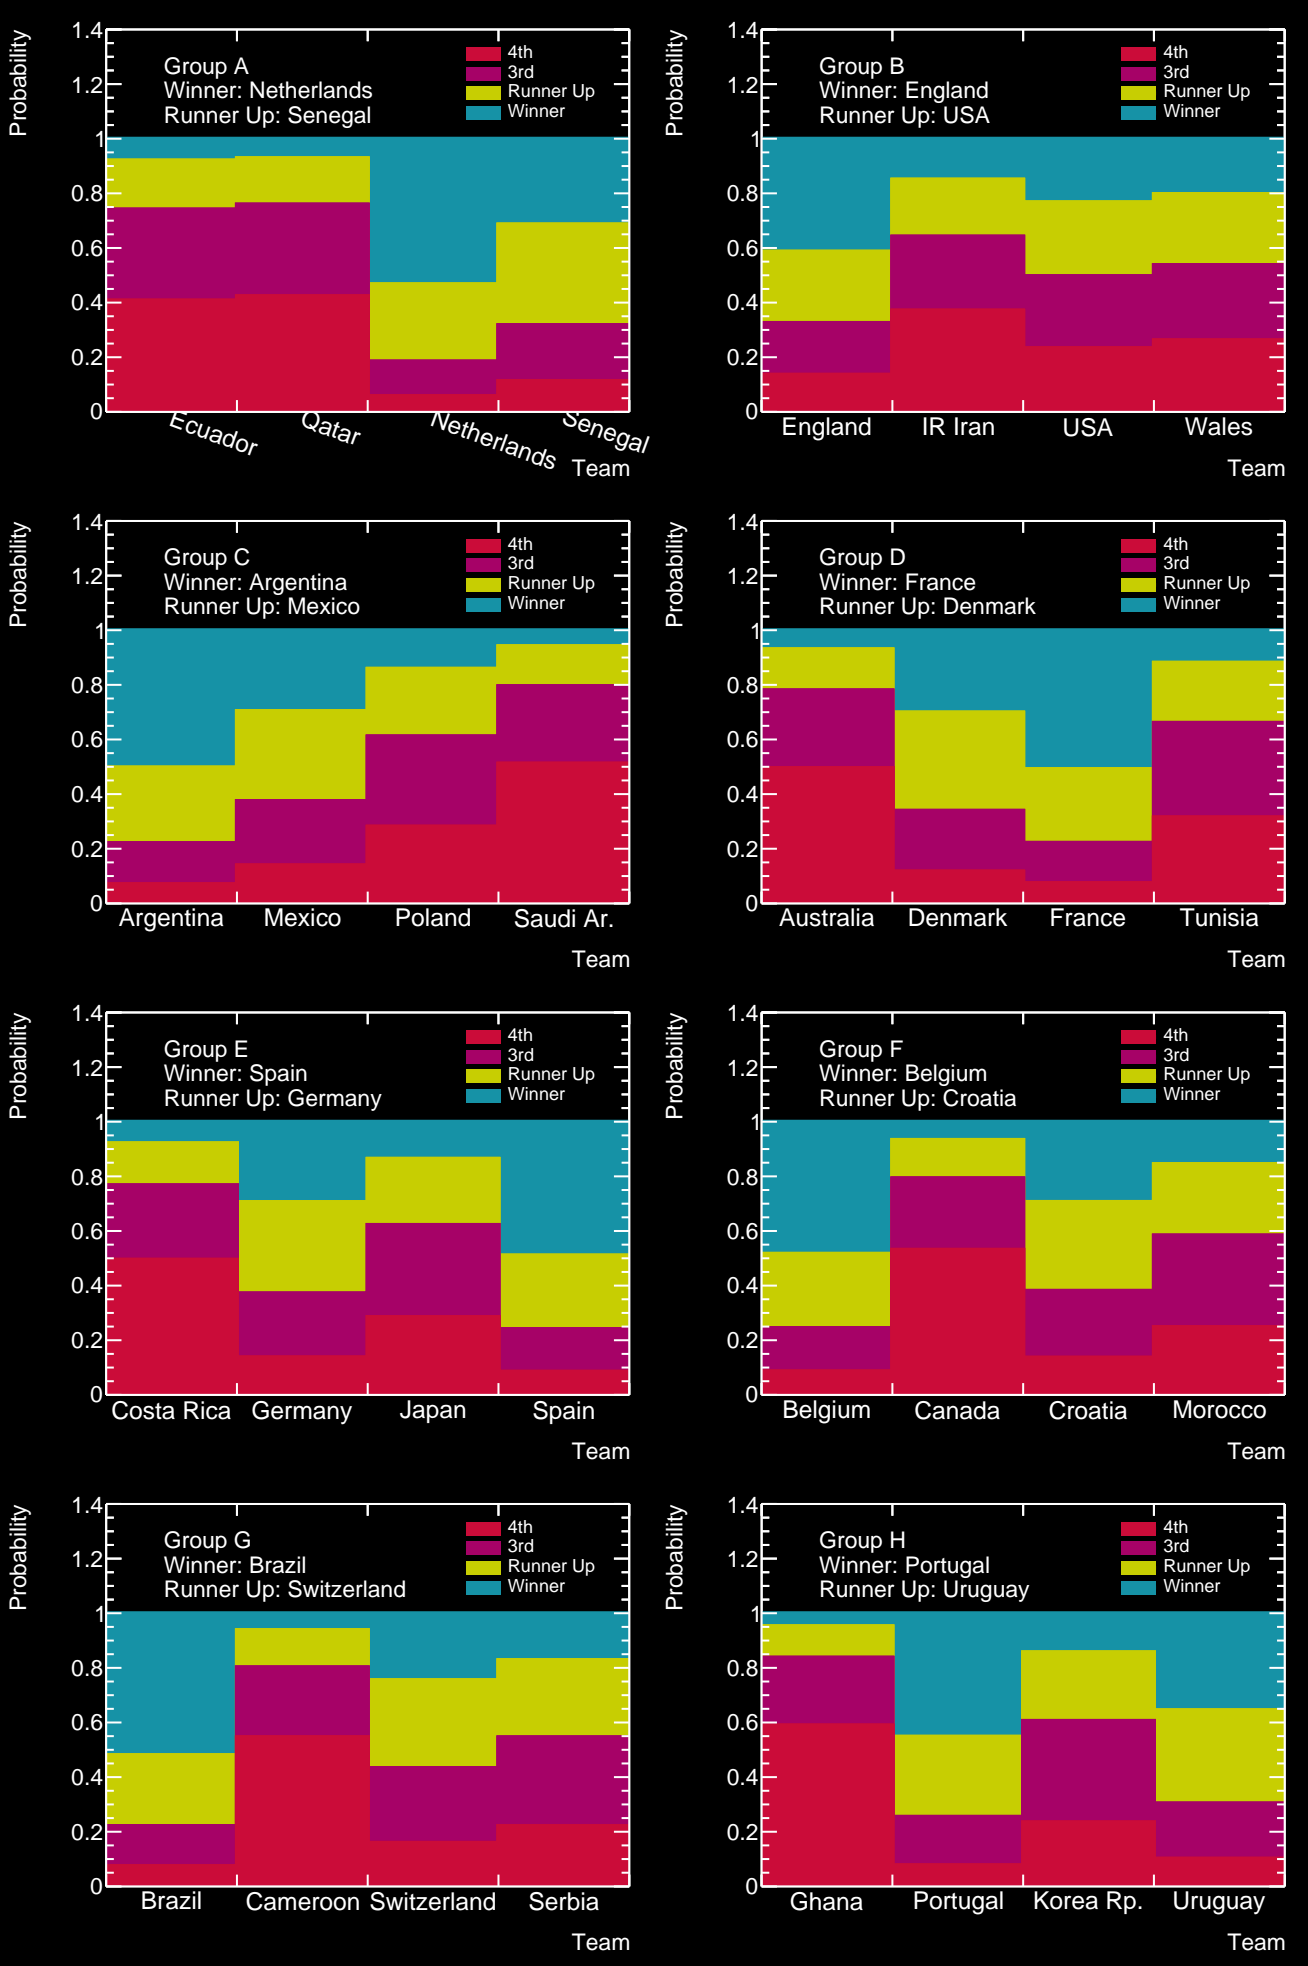 Probability
1.4
1.2
1
0.8
0.6
0.4
0.2
0
Group A
Winner: Netherlands
Runner Up: Senegal
4th
3rd
Runner Up
Winner
Ecuador Qatar Netherlands Senegal
Team
Probability
1.4
1.2
1
0.8
0.6
0.4
0.2
0
Group B
Winner: England
Runner Up: USA
4th
3rd
Runner Up
Winner
England IR Iran USA Wales
Team
Probability
1.4
1.2
1
0.8
0.6
0.4
0.2
0
Group C
Winner: Argentina
Runner Up: Mexico
4th
3rd
Runner Up
Winner
Argentina Mexico Poland Saudi Ar.
Team
Probability
1.4
1.2
1
0.8
0.6
0.4
0.2
0
Group D
Winner: France
Runner Up: Denmark
4th
3rd
Runner Up
Winner
Australia Denmark France Tunisia
Team
Probability
1.4
1.2
1
0.8
0.6
0.4
0.2
0
Group E
Winner: Spain
Runner Up: Germany
4th
3rd
Runner Up
Winner
Costa Rica Germany Japan Spain
Team
Probability
1.4
1.2
1
0.8
0.6
0.4
0.2
0
Group F
Winner: Belgium
Runner Up: Croatia
4th
3rd
Runner Up
Winner
Belgium Canada Croatia Morocco
Team
Probability
1.4
1.2
1
0.8
0.6
0.4
0.2
0
Group G
Winner: Brazil
Runner Up: Switzerland
4th
3rd
Runner Up
Winner
Brazil Cameroon Switzerland Serbia
Team
Probability
1.4
1.2
1
0.8
0.6
0.4
0.2
0
Group H
Winner: Portugal
Runner Up: Uruguay
4th
3rd
Runner Up
Winner
Ghana Portugal Korea Rp. Uruguay
Team